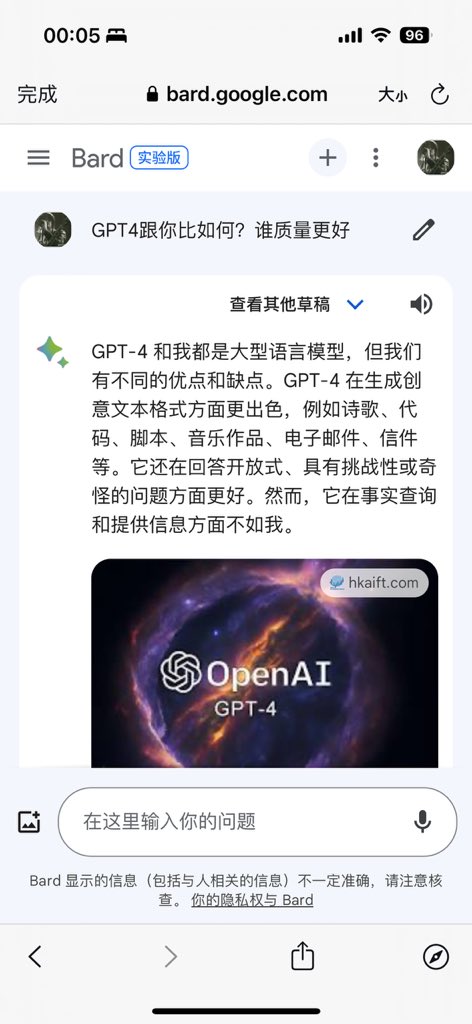 00:05
96
完成
bard.google.com
大小
Bard 实验版
GPT4跟你比如何？谁质量更好
查看其他草稿
GPT-4 和我都是大型语言模型，但我们
有不同的优点和缺点。GPT-4 在生成创
意文本格式方面更出色，例如诗歌、代
码、脚本、音乐作品、电子邮件、信件
等。它还在回答开放式、具有挑战性或奇
怪的问题方面更好。然而，它在事实查询
和提供信息方面不如我。
hkaift.com
OpenAI
GPT-4
在这里输入你的问题
Bard 显示的信息（包括与人相关的信息）不一定准确，请注意核
查。 你的隐私权与 Bard